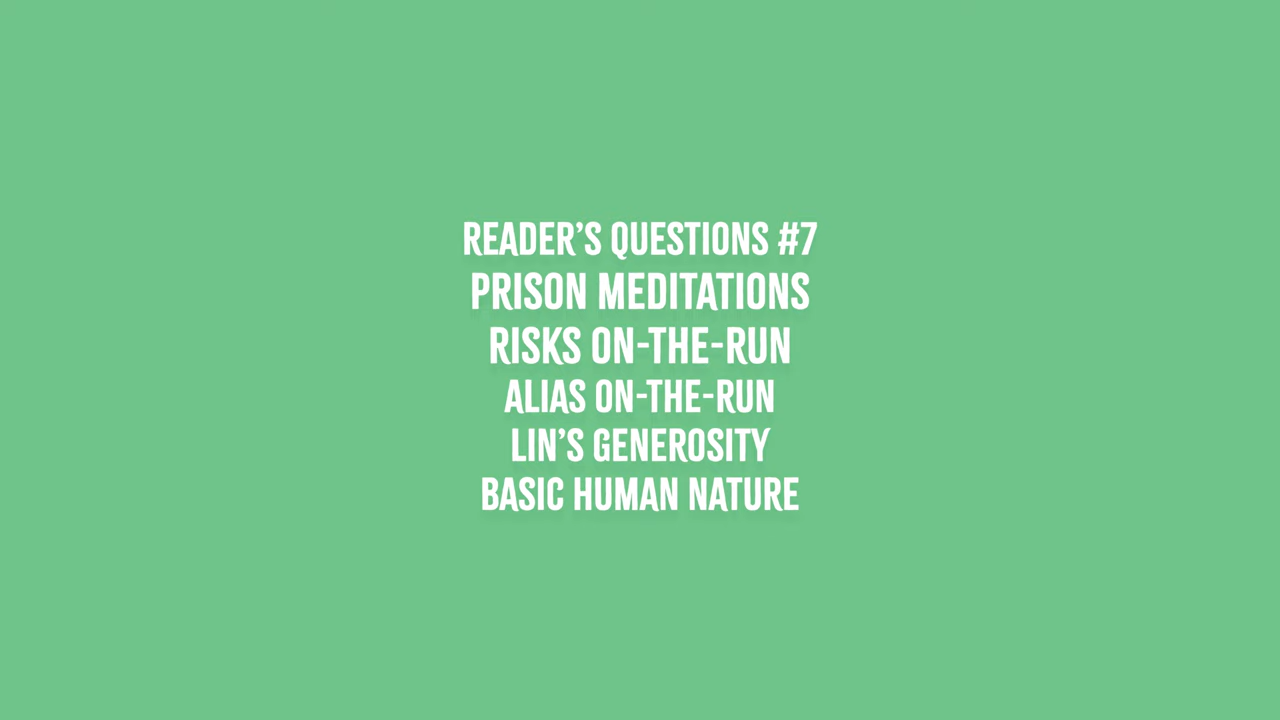 READER'S QUESTIONS #7
PRISON MEDITATIONS
RISKS ON-THE-RUN
ALIAS ON-THE-RUN
LIN'S GENEROSITY
BASIC HUMAN NATURE